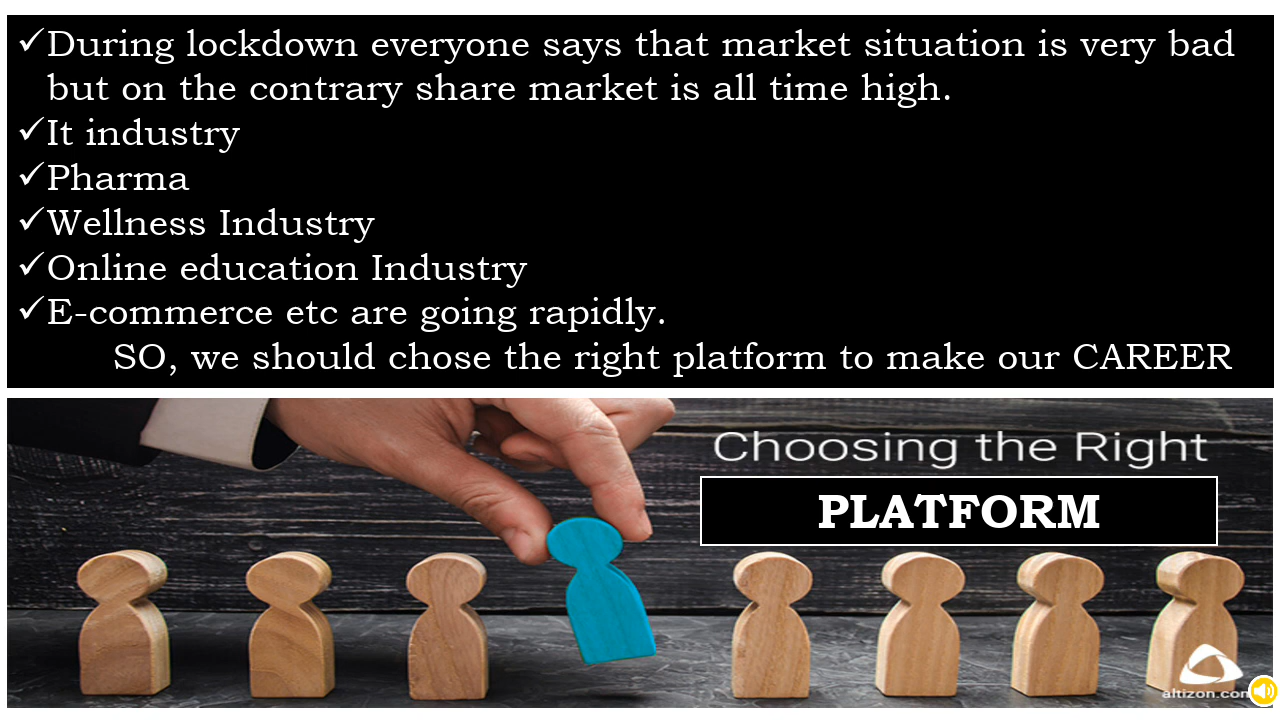 ✓During lockdown everyone says that market situation is very bad
but on the contrary share market is all time high.
✓It industry
✓Pharma
✓Wellness Industry
✓Online education Industry
✓E-commerce etc are going rapidly.
SO, we should chose the right platform to make our CAREER
Choosing the Right
PLATFORM
altizon.com